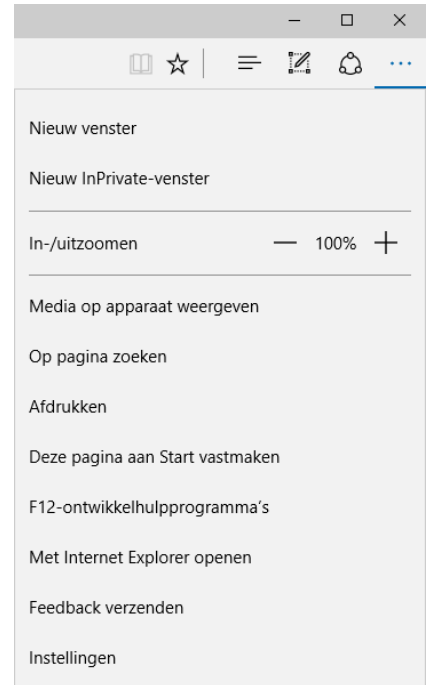 Nieuw venster
Nieuw InPrivate-venster
In-/uitzoomen 100%
Media op apparaat weergeven
Op pagina zoeken
Afdrukken
Deze pagina aan Start vastmaken
F12-ontwikkelhulpprogramma's
Met Internet Explorer openen
Feedback verzenden
Instellingen